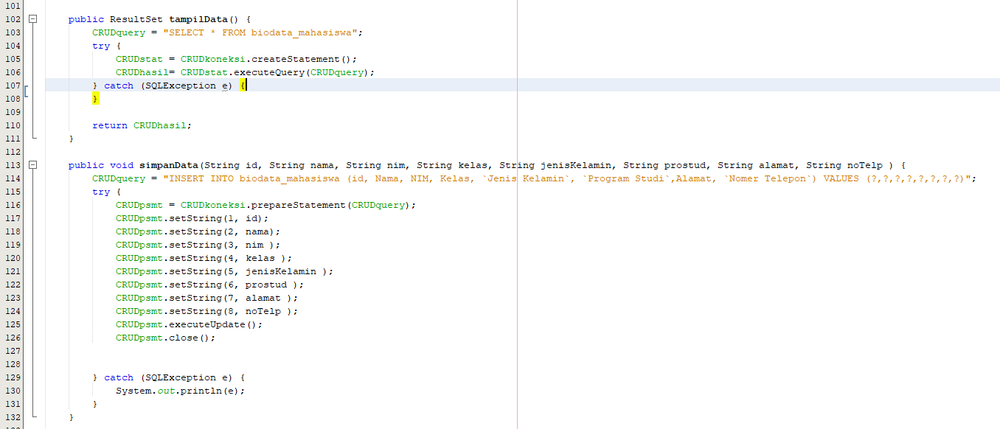 101
102 public ResultSet tampilData() {
103 CRUDquery = "SELECT * FROM biodata_mahasiswa";
104 try {
105 CRUDstat = CRUDkoneksi.createStatement();
106 CRUDhasil= CRUDstat.executeQuery(CRUDquery);
107 } catch (SQLException e) {
108 }
109
110 return CRUDhasil;
111 }
112
113 public void simpanData(String id, String nama, String nim, String kelas, String jenisKelamin, String prostud, String alamat, String noTelp ) {
114 CRUDquery = "INSERT INTO biodata_mahasiswa (id, Nama, NIM, Kelas, `Jenis Kelamin`, `Program Studi`,Alamat, `Nomer Telepon`) VALUES (?,?,?,?,?,?,?,?)";
115 try {
116 CRUDpsmt = CRUDkoneksi.prepareStatement(CRUDquery);
117 CRUDpsmt.setString(1, id);
118 CRUDpsmt.setString(2, nama);
119 CRUDpsmt.setString(3, nim );
120 CRUDpsmt.setString(4, kelas );
121 CRUDpsmt.setString(5, jenisKelamin );
122 CRUDpsmt.setString(6, prostud );
123 CRUDpsmt.setString(7, alamat );
124 CRUDpsmt.setString(8, noTelp );
125 CRUDpsmt.executeUpdate();
126 CRUDpsmt.close();
127
128
129 } catch (SQLException e) {
130 System.out.println(e);
131 }
132 }